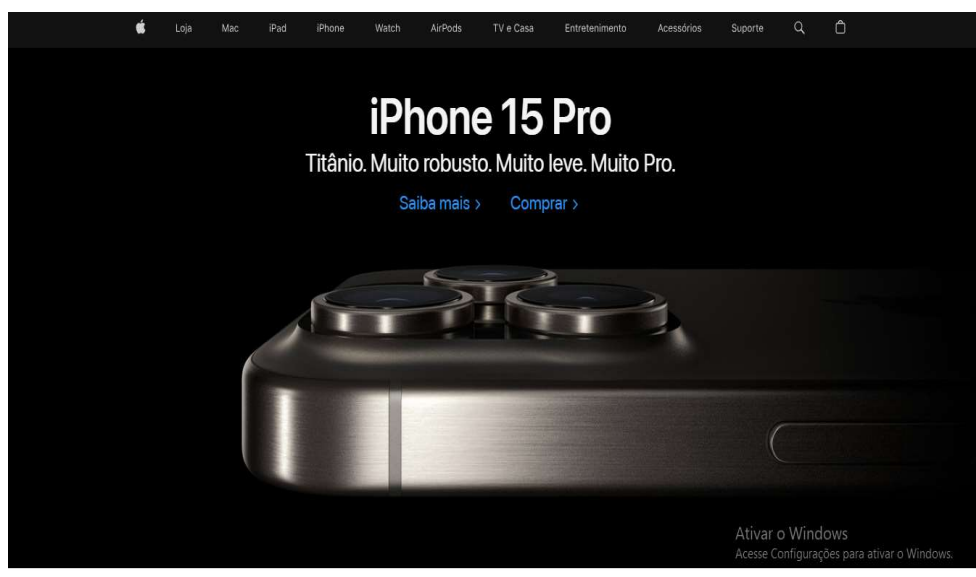 Loja Mac iPad iPhone Watch AirPods TV e Casa Entretenimento Acessórios Suporte
iPhone 15 Pro
Titânio. Muito robusto. Muito leve. Muito Pro.
Saiba mais > Comprar >
Ativar o Windows
Acesse Configurações para ativar o Windows.